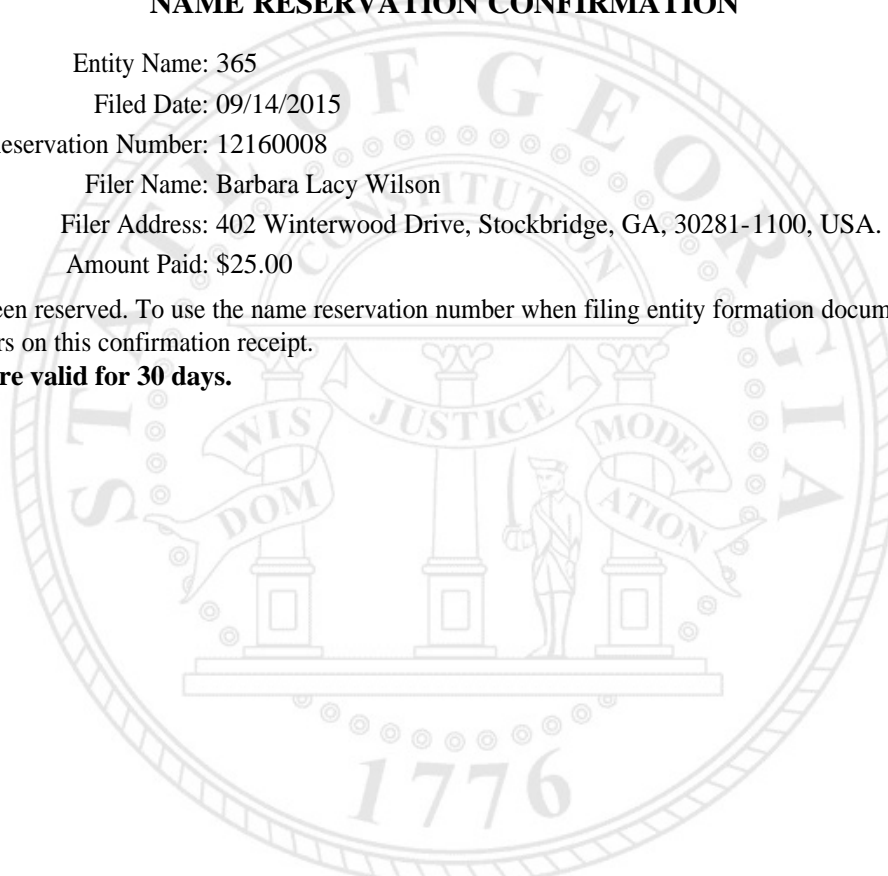 NAME RESERVATION CONFIRMATION
Entity Name: 365
Filed Date: 09/14/2015
eservation Number: 12160008
Filer Name: Barbara Lacy Wilson
Filer Address: 402 Winterwood Drive, Stockbridge, GA, 30281-1100, USA.
Amount Paid: $25.00
een reserved. To use the name reservation number when filing entity formation docum
rs on this confirmation receipt.
re valid for 30 days.
STATE OF GEORGIA
CONSTITUTION
WIS
DOM
JUSTICE
MODER
ATION
1776